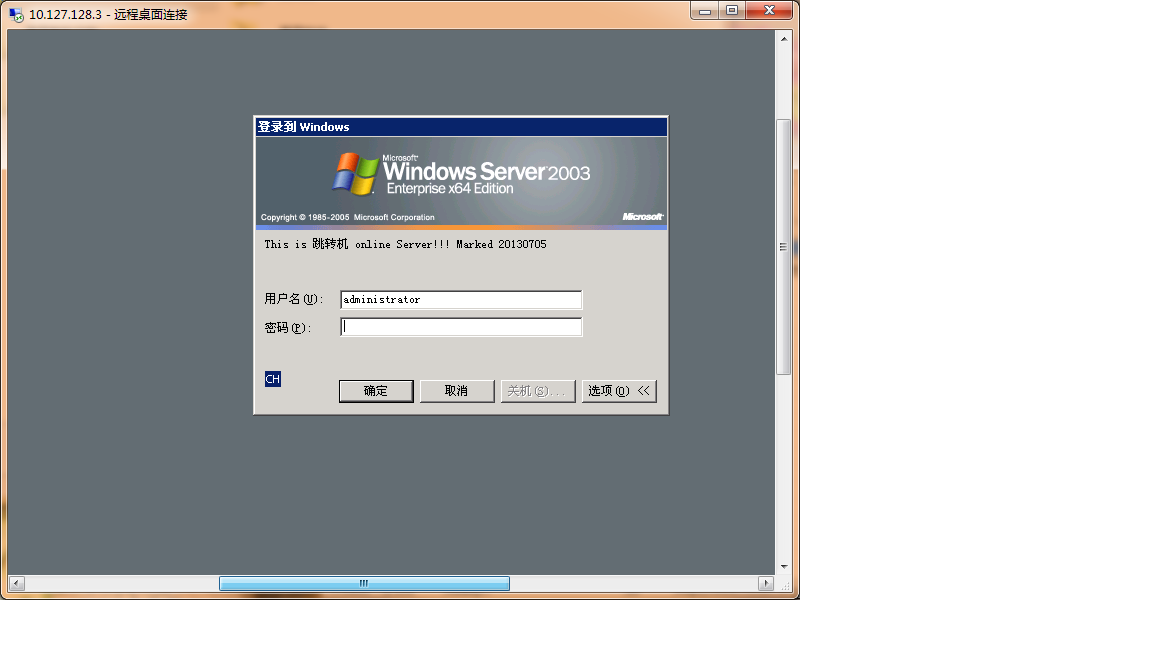 10.127.128.3 - 远程桌面连接
登录到 Windows
Microsoft®
Windows Server 2003
Enterprise x64 Edition
Copyright © 1985-2005 Microsoft Corporation
Microsoft®
This is 跳转机 online Server!!! Marked 20130705
用户名(U): administrator
密码(P):
CH
确定 取消 关机(S)... 选项(O) <<